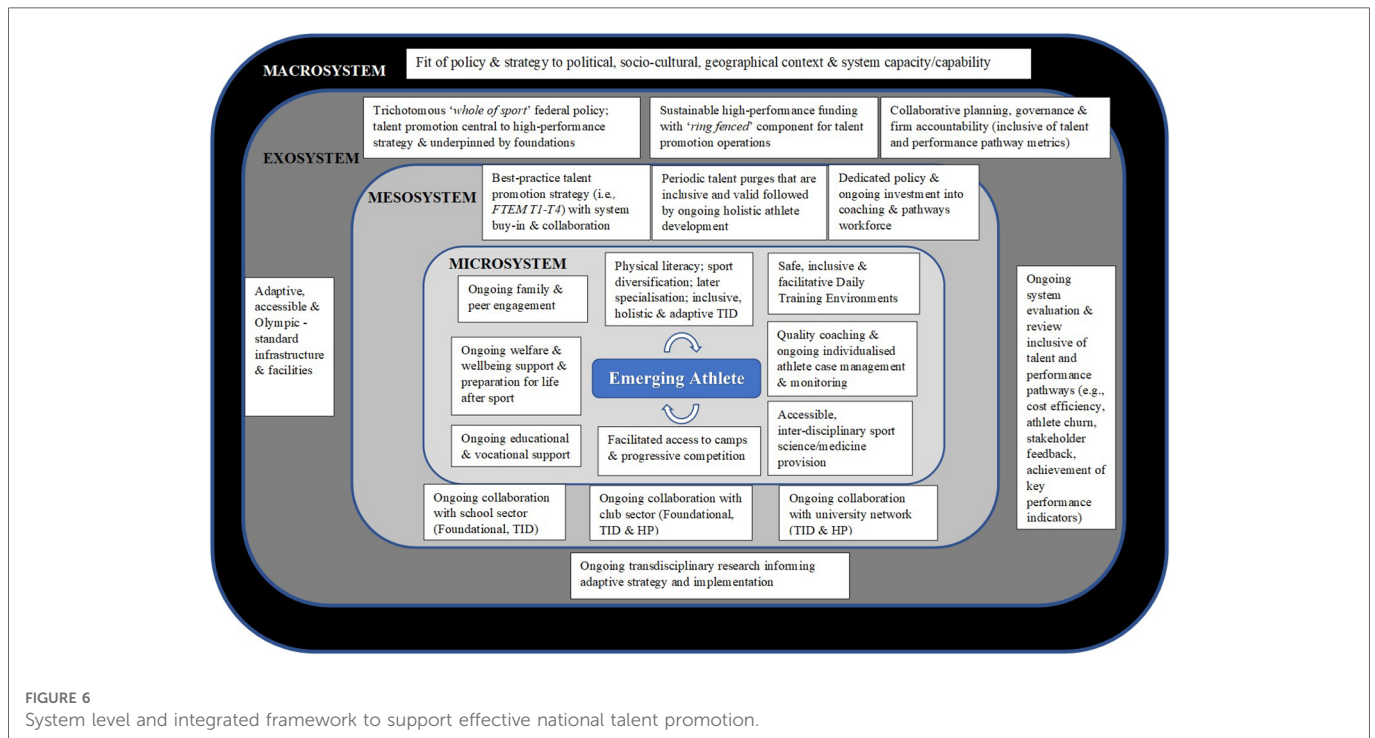 MACROSYSTEM
Fit of policy & strategy to political, socio-cultural, geographical context & system capacity/capability
EXOSYSTEM
Trichotomous ‘whole of sport’ federal policy;
talent promotion central to high-performance
strategy & underpinned by foundations
Sustainable high-performance funding
with ‘ring fenced’ component for talent
promotion operations
Collaborative planning, governance &
firm accountability (inclusive of talent
and performance pathway metrics)
MESOSYSTEM
Best-practice talent
promotion strategy (i.e.,
FTEM T1-T4) with system
buy-in & collaboration
Periodic talent purges that are
inclusive and valid followed
by ongoing holistic athlete
development
Dedicated policy &
ongoing investment into
coaching & pathways
workforce
MICROSYSTEM
Ongoing family &
peer engagement
Physical literacy; sport
diversification; later
specialisation; inclusive,
holistic & adaptive TID
Safe, inclusive &
facilitative Daily
Training Environments
Adaptive,
accessible &
Olympic -
standard
infrastructure
& facilities
Ongoing welfare &
wellbeing support &
preparation for life
after sport
Emerging Athlete
Quality coaching &
ongoing individualised
athlete case management
& monitoring
Ongoing educational
& vocational support
Facilitated access to camps
& progressive competition
Accessible,
inter-disciplinary sport
science/medicine
provision
Ongoing
system
evaluation &
review
inclusive of
talent and
performance
pathways (e.g.,
cost efficiency,
athlete churn,
stakeholder
feedback,
achievement of
key
performance
indicators)
Ongoing collaboration
with school sector
(Foundational, TID)
Ongoing collaboration with
club sector (Foundational,
TID & HP)
Ongoing collaboration
with university network
(TID & HP)
Ongoing transdisciplinary research informing
adaptive strategy and implementation
FIGURE 6
System level and integrated framework to support effective national talent promotion.